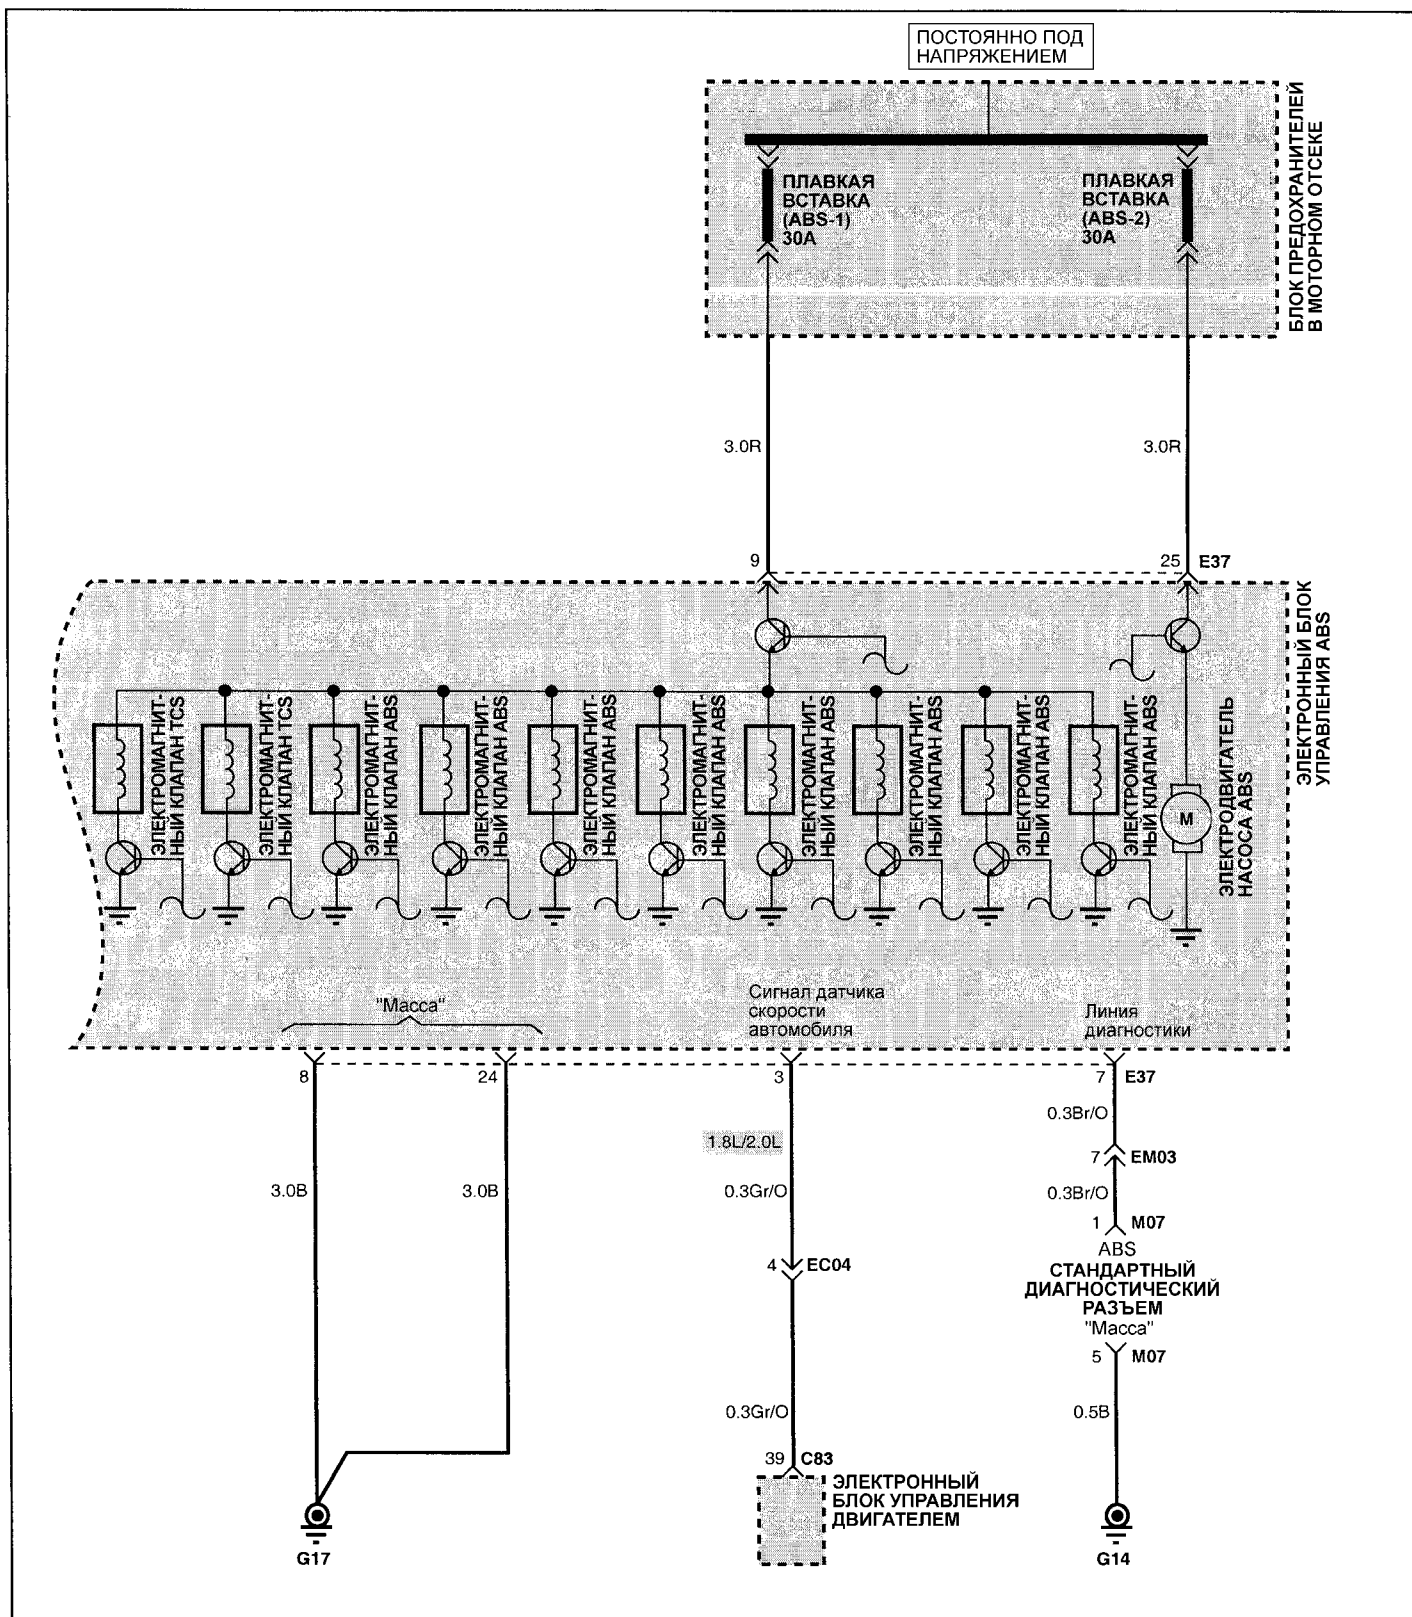 ПОСТОЯННО ПОД
НАПРЯЖЕНИЕМ
БЛОК ПРЕДОХРАНИТЕЛЕЙ
В МОТОРНОМ ОТСЕКЕ
ПЛАВКАЯ
ВСТАВКА
(ABS-1)
30A
ПЛАВКАЯ
ВСТАВКА
(ABS-2)
30A
3.0R
3.0R
9
25
E37
ЭЛЕКТРОННЫЙ БЛОК
УПРАВЛЕНИЯ ABS
ЭЛЕКТРОМАГНИТ-
НЫЙ КЛАПАН TCS
ЭЛЕКТРОМАГНИТ-
НЫЙ КЛАПАН TCS
ЭЛЕКТРОМАГНИТ-
НЫЙ КЛАПАН ABS
ЭЛЕКТРОМАГНИТ-
НЫЙ КЛАПАН ABS
ЭЛЕКТРОМАГНИТ-
НЫЙ КЛАПАН ABS
ЭЛЕКТРОМАГНИТ-
НЫЙ КЛАПАН ABS
ЭЛЕКТРОМАГНИТ-
НЫЙ КЛАПАН ABS
ЭЛЕКТРОМАГНИТ-
НЫЙ КЛАПАН ABS
ЭЛЕКТРОМАГНИТ-
НЫЙ КЛАПАН ABS
ЭЛЕКТРОМАГНИТ-
НЫЙ КЛАПАН ABS
M
ЭЛЕКТРОДВИГАТЕЛЬ
НАСОСА ABS
"Масса"
Сигнал датчика
скорости
автомобиля
Линия
диагностики
8
24
3
7
E37
0.3Br/O
1.8L/2.0L
7
EM03
3.0B
3.0B
0.3Gr/O
0.3Br/O
1
M07
ABS
4
EC04
СТАНДАРТНЫЙ
ДИАГНОСТИЧЕСКИЙ
РАЗЪЕМ
"Масса"
5
M07
0.3Gr/O
0.5B
39
C83
ЭЛЕКТРОННЫЙ
БЛОК УПРАВЛЕНИЯ
ДВИГАТЕЛЕМ
G17
G14